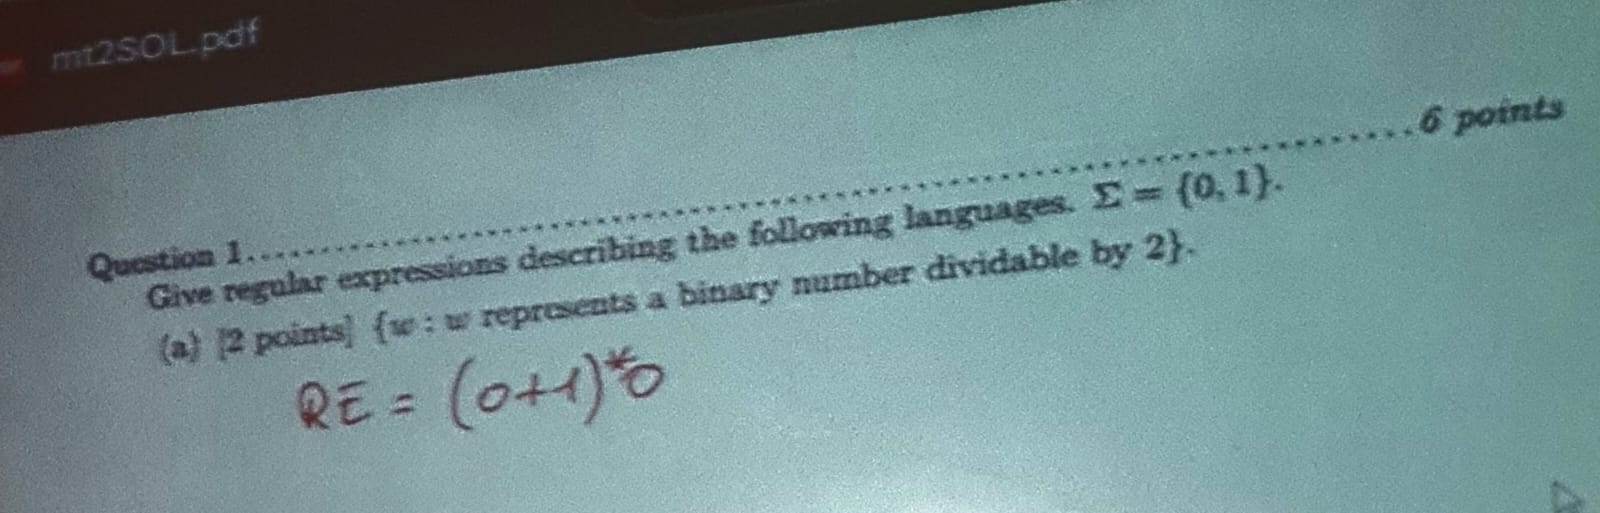 mt2SOL.pdf
Question 1..........................................................................6 points
Give regular expressions describing the following languages. Σ = {0, 1}.
(a) [2 points] {w : w represents a binary number dividable by 2}.
RE = (0+1)*0